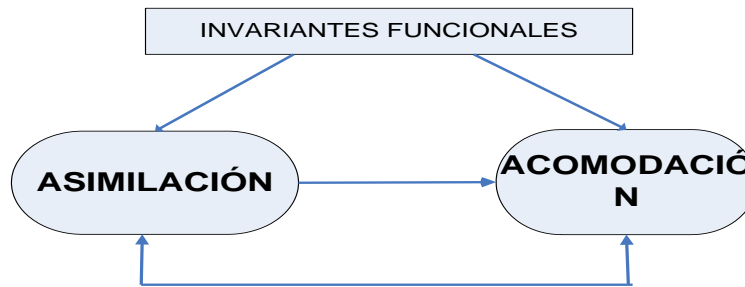 INVARIANTES FUNCIONALES
ASIMILACIÓN
ACOMODACIÓ
N